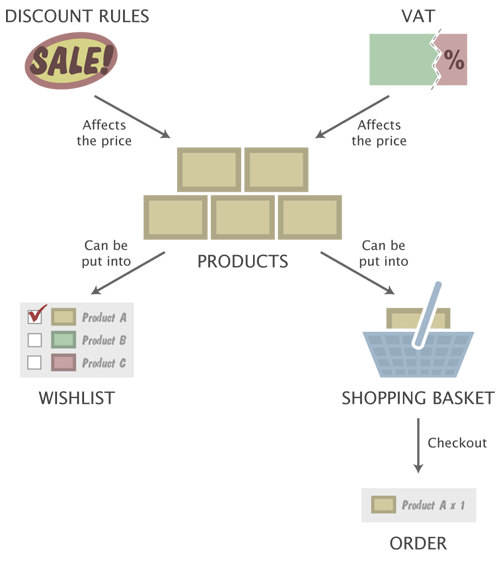 DISCOUNT RULES
VAT
SALE!
%
Affects
the price
Affects
the price
PRODUCTS
Can be
put into
Can be
put into
Product A
Product B
Product C
WISHLIST
SHOPPING BASKET
Checkout
Product A x 1
ORDER